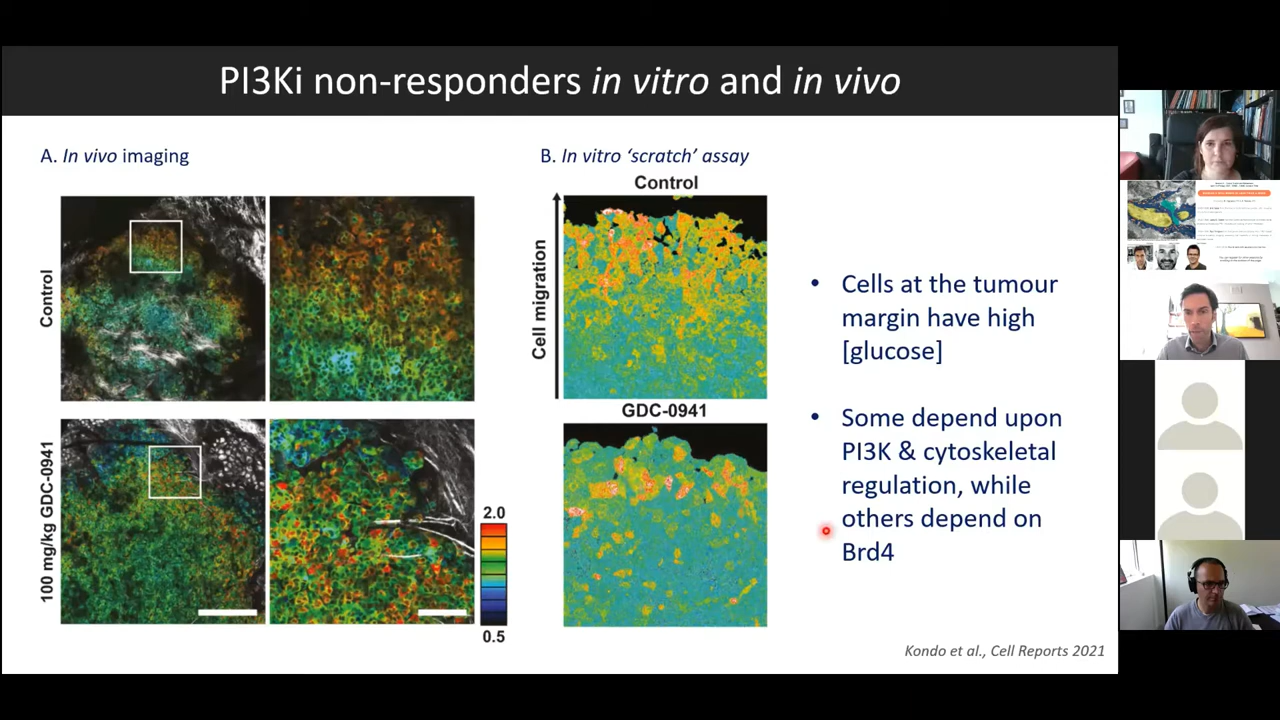 PI3Ki non-responders in vitro and in vivo
A. In vivo imaging
B. In vitro ‘scratch’ assay
Control
Control
Cell migration
100 mg/kg GDC-0941
GDC-0941
2.0
0.5
• Cells at the tumour
margin have high
[glucose]
• Some depend upon
PI3K & cytoskeletal
regulation, while
others depend on
Brd4
Kondo et al., Cell Reports 2021